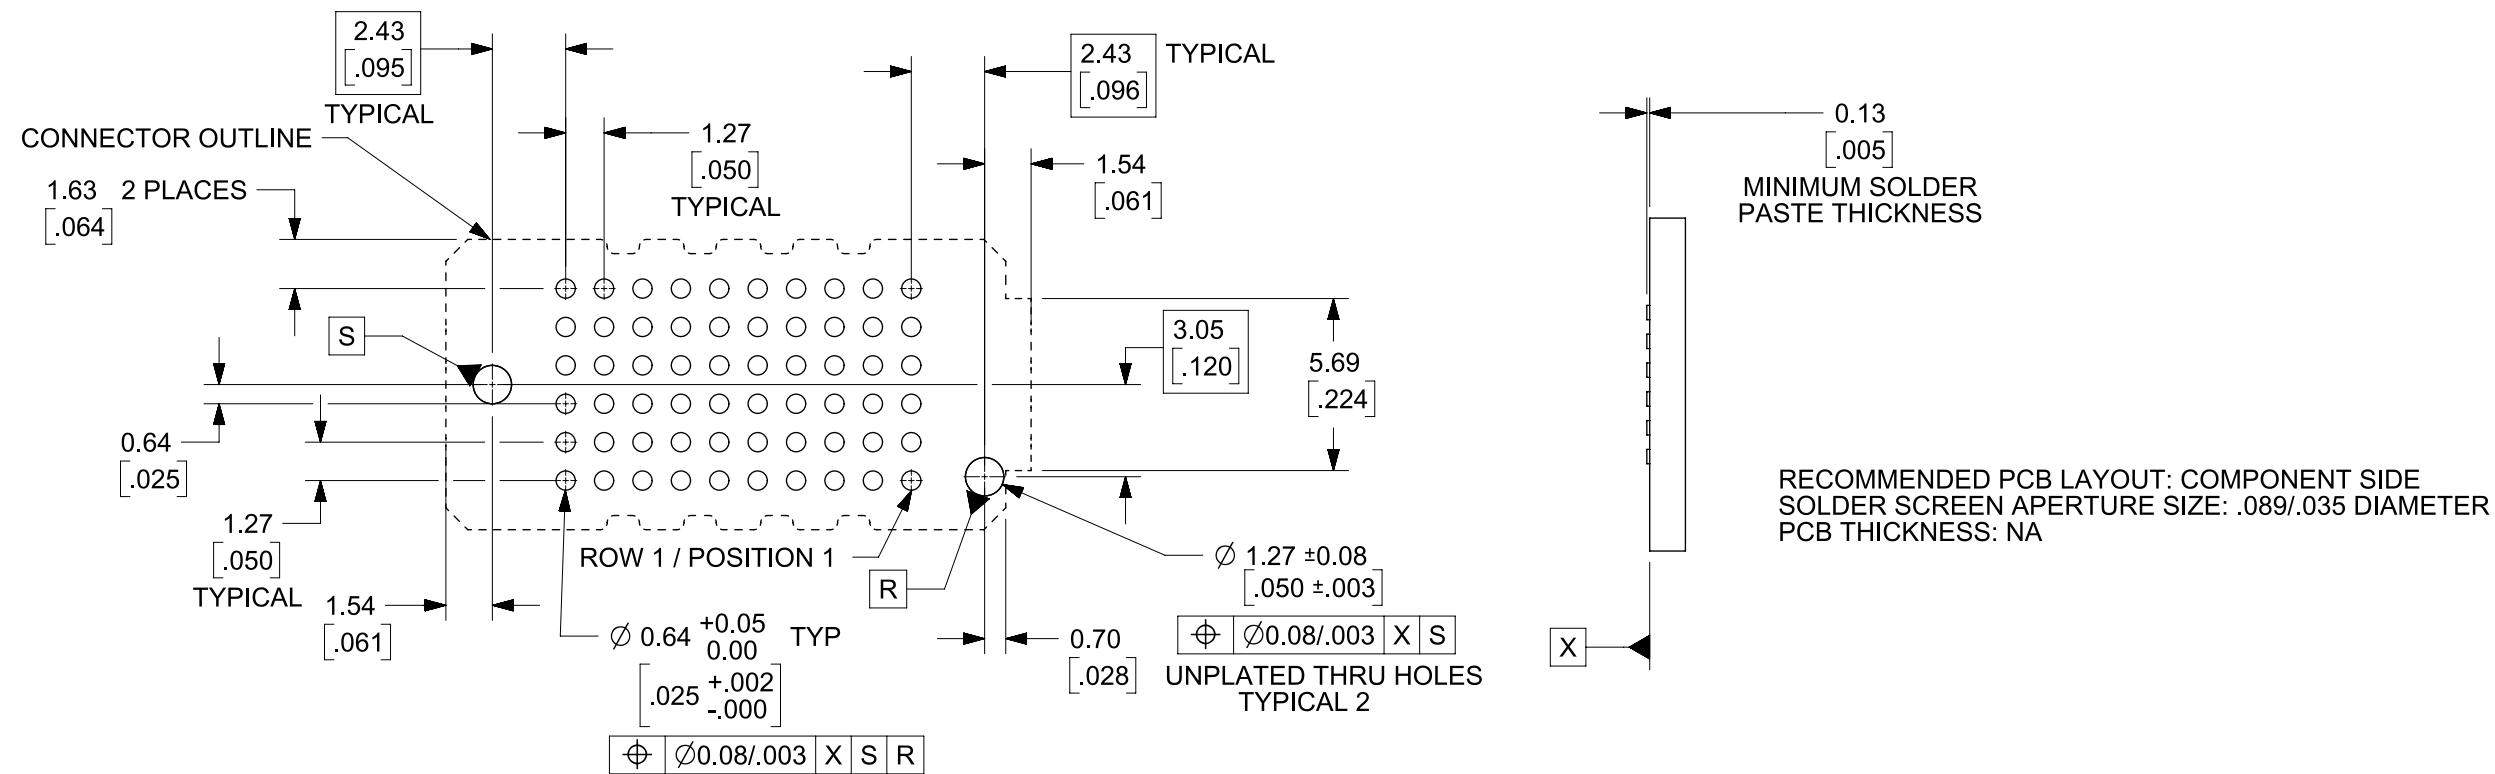 2.43
[.095]
TYPICAL
CONNECTOR OUTLINE
1.63 2 PLACES
[.064]
1.27
[.050]
TYPICAL
2.43 TYPICAL
[.096]
1.54
[.061]
0.13
[.005]
MINIMUM SOLDER
PASTE THICKNESS
S
3.05
[.120]
5.69
[.224]
0.64
[.025]
1.27
[.050]
TYPICAL
1.54
[.061]
ROW 1 / POSITION 1
R
⌀ 0.64 +0.05 0.00 TYP
[.025 +.002 -.000]
⌖ ⌀0.08/.003 X S R
0.70
[.028]
⌀ 1.27 ±0.08
[.050 ±.003]
⌖ ⌀0.08/.003 X S
UNPLATED THRU HOLES
TYPICAL 2
X
RECOMMENDED PCB LAYOUT: COMPONENT SIDE
SOLDER SCREEN APERTURE SIZE: .089/.035 DIAMETER
PCB THICKNESS: NA